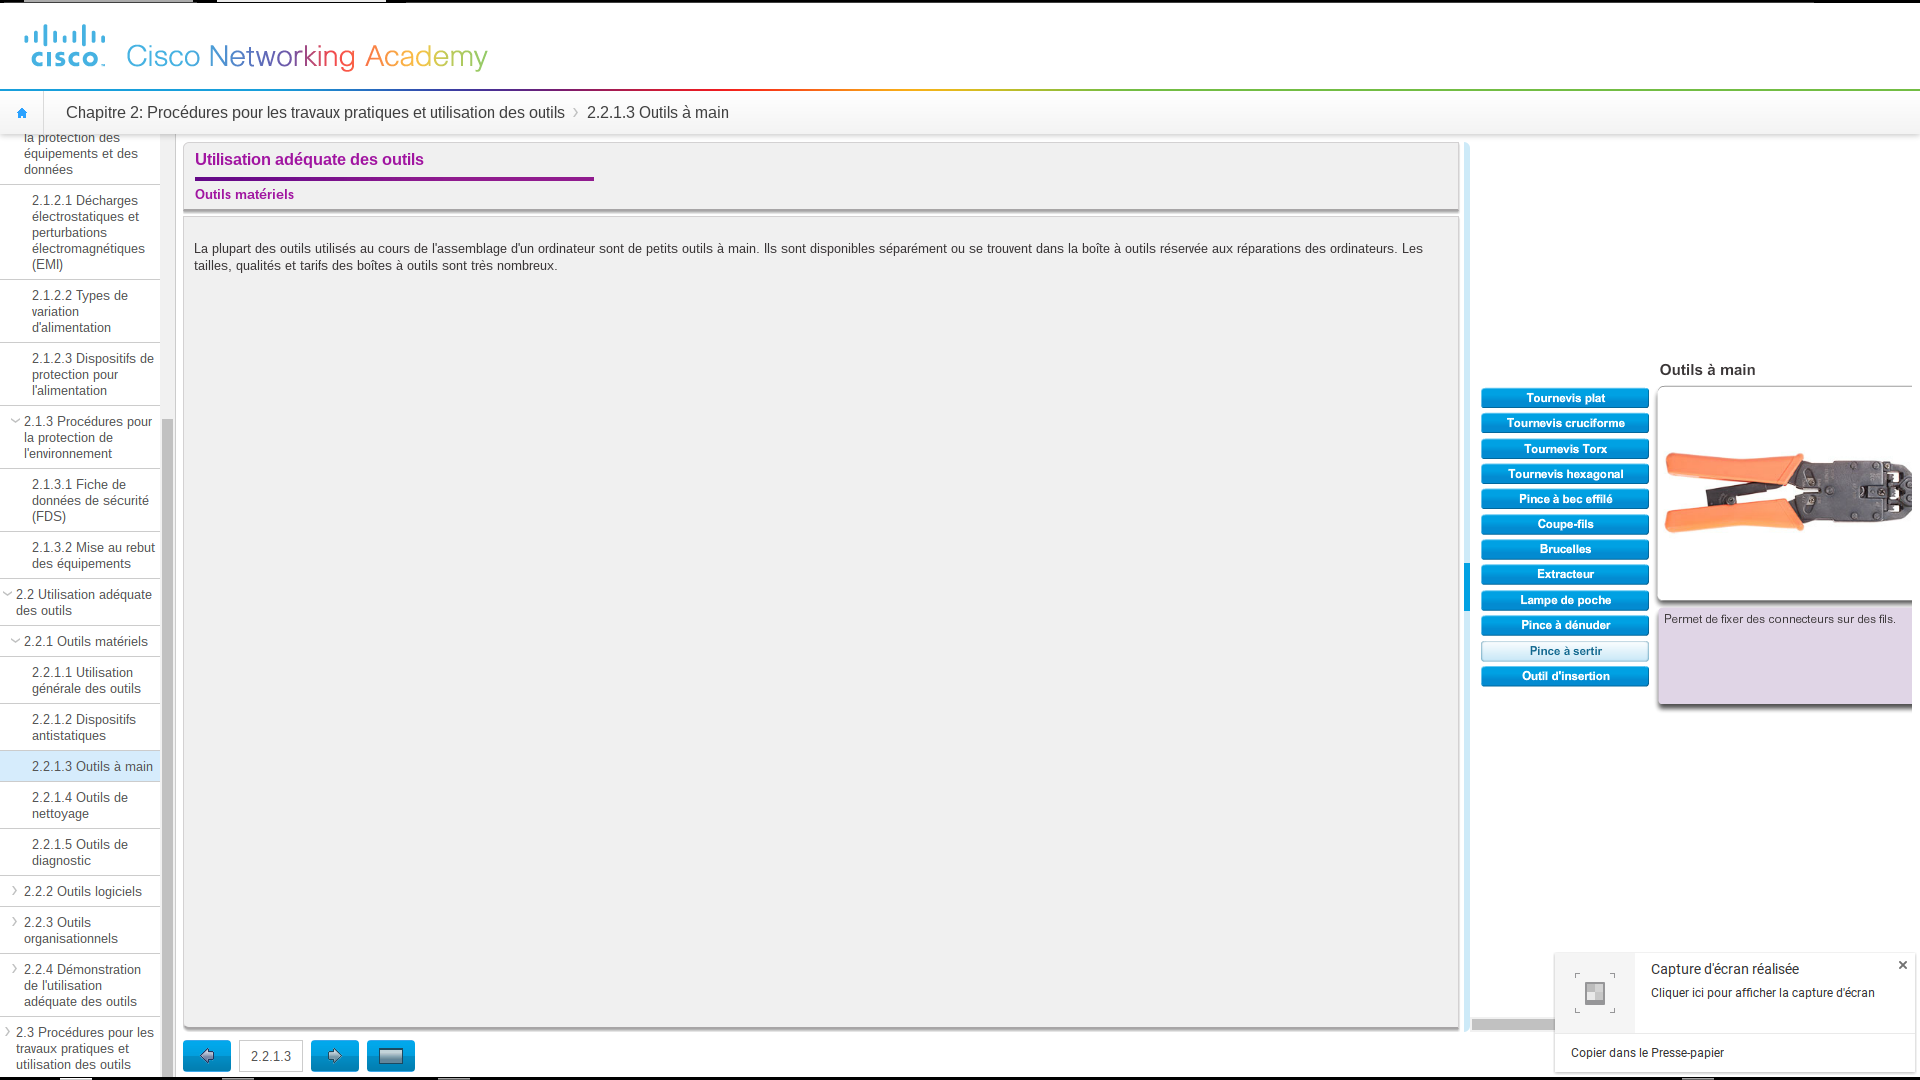 CISCO
Cisco Networking Academy
Chapitre 2: Procédures pour les travaux pratiques et utilisation des outils
2.2.1.3 Outils à main
la protection des
équipements et des
données
2.1.2.1 Décharges
électrostatiques et
perturbations
électromagnétiques
(EMI)
2.1.2.2 Types de
variation
d'alimentation
2.1.2.3 Dispositifs de
protection pour
l'alimentation
2.1.3 Procédures pour
la protection de
l'environnement
2.1.3.1 Fiche de
données de sécurité
(FDS)
2.1.3.2 Mise au rebut
des équipements
2.2 Utilisation adéquate
des outils
2.2.1 Outils matériels
2.2.1.1 Utilisation
générale des outils
2.2.1.2 Dispositifs
antistatiques
2.2.1.3 Outils à main
2.2.1.4 Outils de
nettoyage
2.2.1.5 Outils de
diagnostic
2.2.2 Outils logiciels
2.2.3 Outils
organisationnels
2.2.4 Démonstration
de l'utilisation
adéquate des outils
2.3 Procédures pour les
travaux pratiques et
utilisation des outils
Utilisation adéquate des outils
Outils matériels
La plupart des outils utilisés au cours de l'assemblage d'un ordinateur sont de petits outils à main. Ils sont disponibles séparément ou se trouvent dans la boîte à outils réservée aux réparations des ordinateurs. Les
tailles, qualités et tarifs des boîtes à outils sont très nombreux.
2.2.1.3
Outils à main
Tournevis plat
Tournevis cruciforme
Tournevis Torx
Tournevis hexagonal
Pince à bec effilé
Coupe-fils
Brucelles
Extracteur
Lampe de poche
Pince à dénuder
Pince à sertir
Outil d'insertion
Permet de fixer des connecteurs sur des fils.
Capture d'écran réalisée
Cliquer ici pour afficher la capture d'écran
Copier dans le Presse-papier